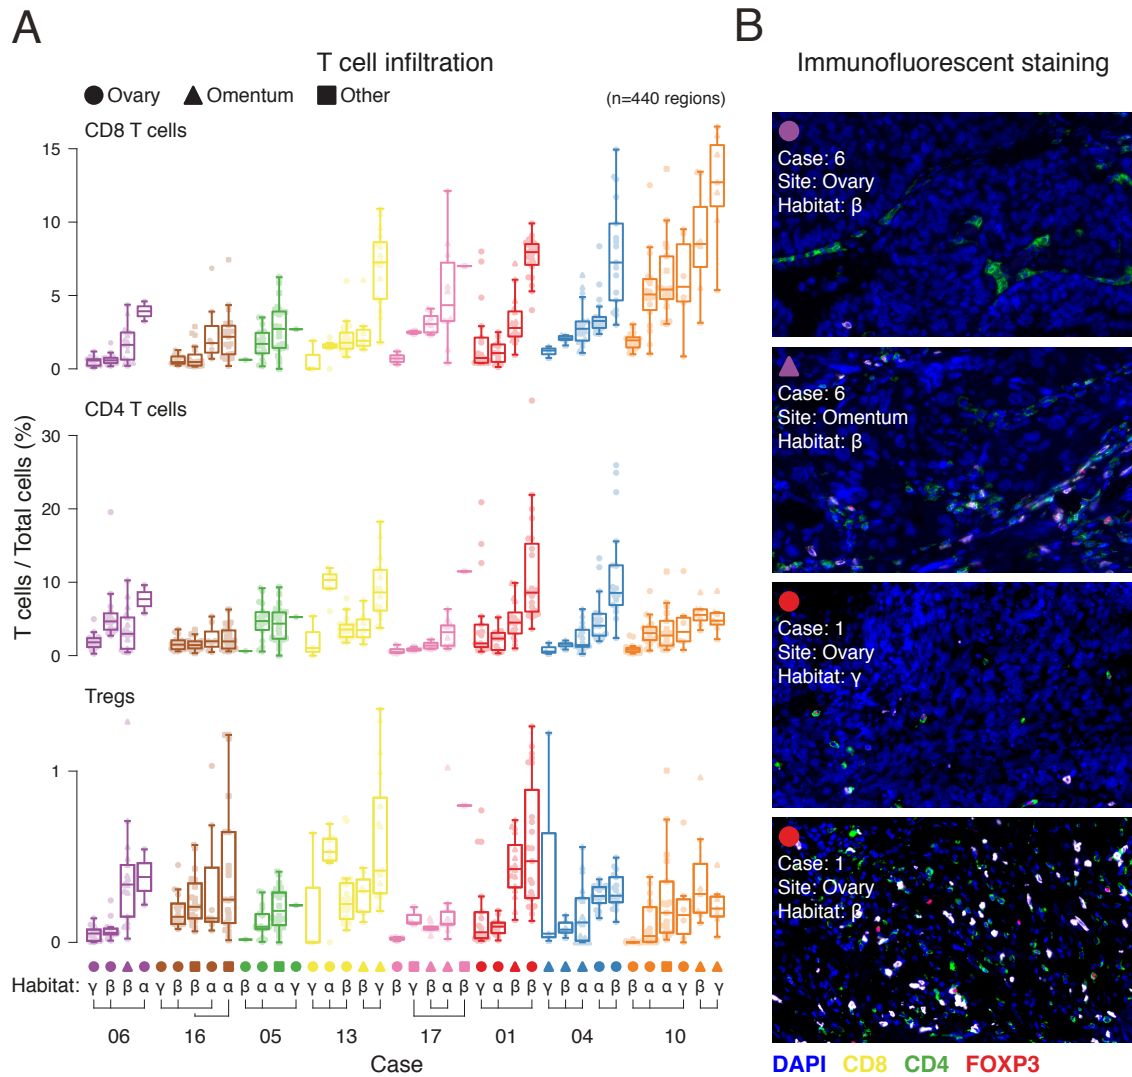 A
B
T cell infiltration
Immunofluorescent staining
Ovary Omentum Other
(n=440 regions)
CD8 T cells
15
10
5
0
CD4 T cells
30
20
10
0
Tregs
1
0
T cells / Total cells (%)
Habitat: γ β β α γ β β α α β α α γ γ α β β γ β γ β α β γ α β β γ β α α β β α α γ β γ
06 16 05 13 17 01 04 10
Case
Case: 6
Site: Ovary
Habitat: β
Case: 6
Site: Omentum
Habitat: β
Case: 1
Site: Ovary
Habitat: γ
Case: 1
Site: Ovary
Habitat: β
DAPI CD8 CD4 FOXP3